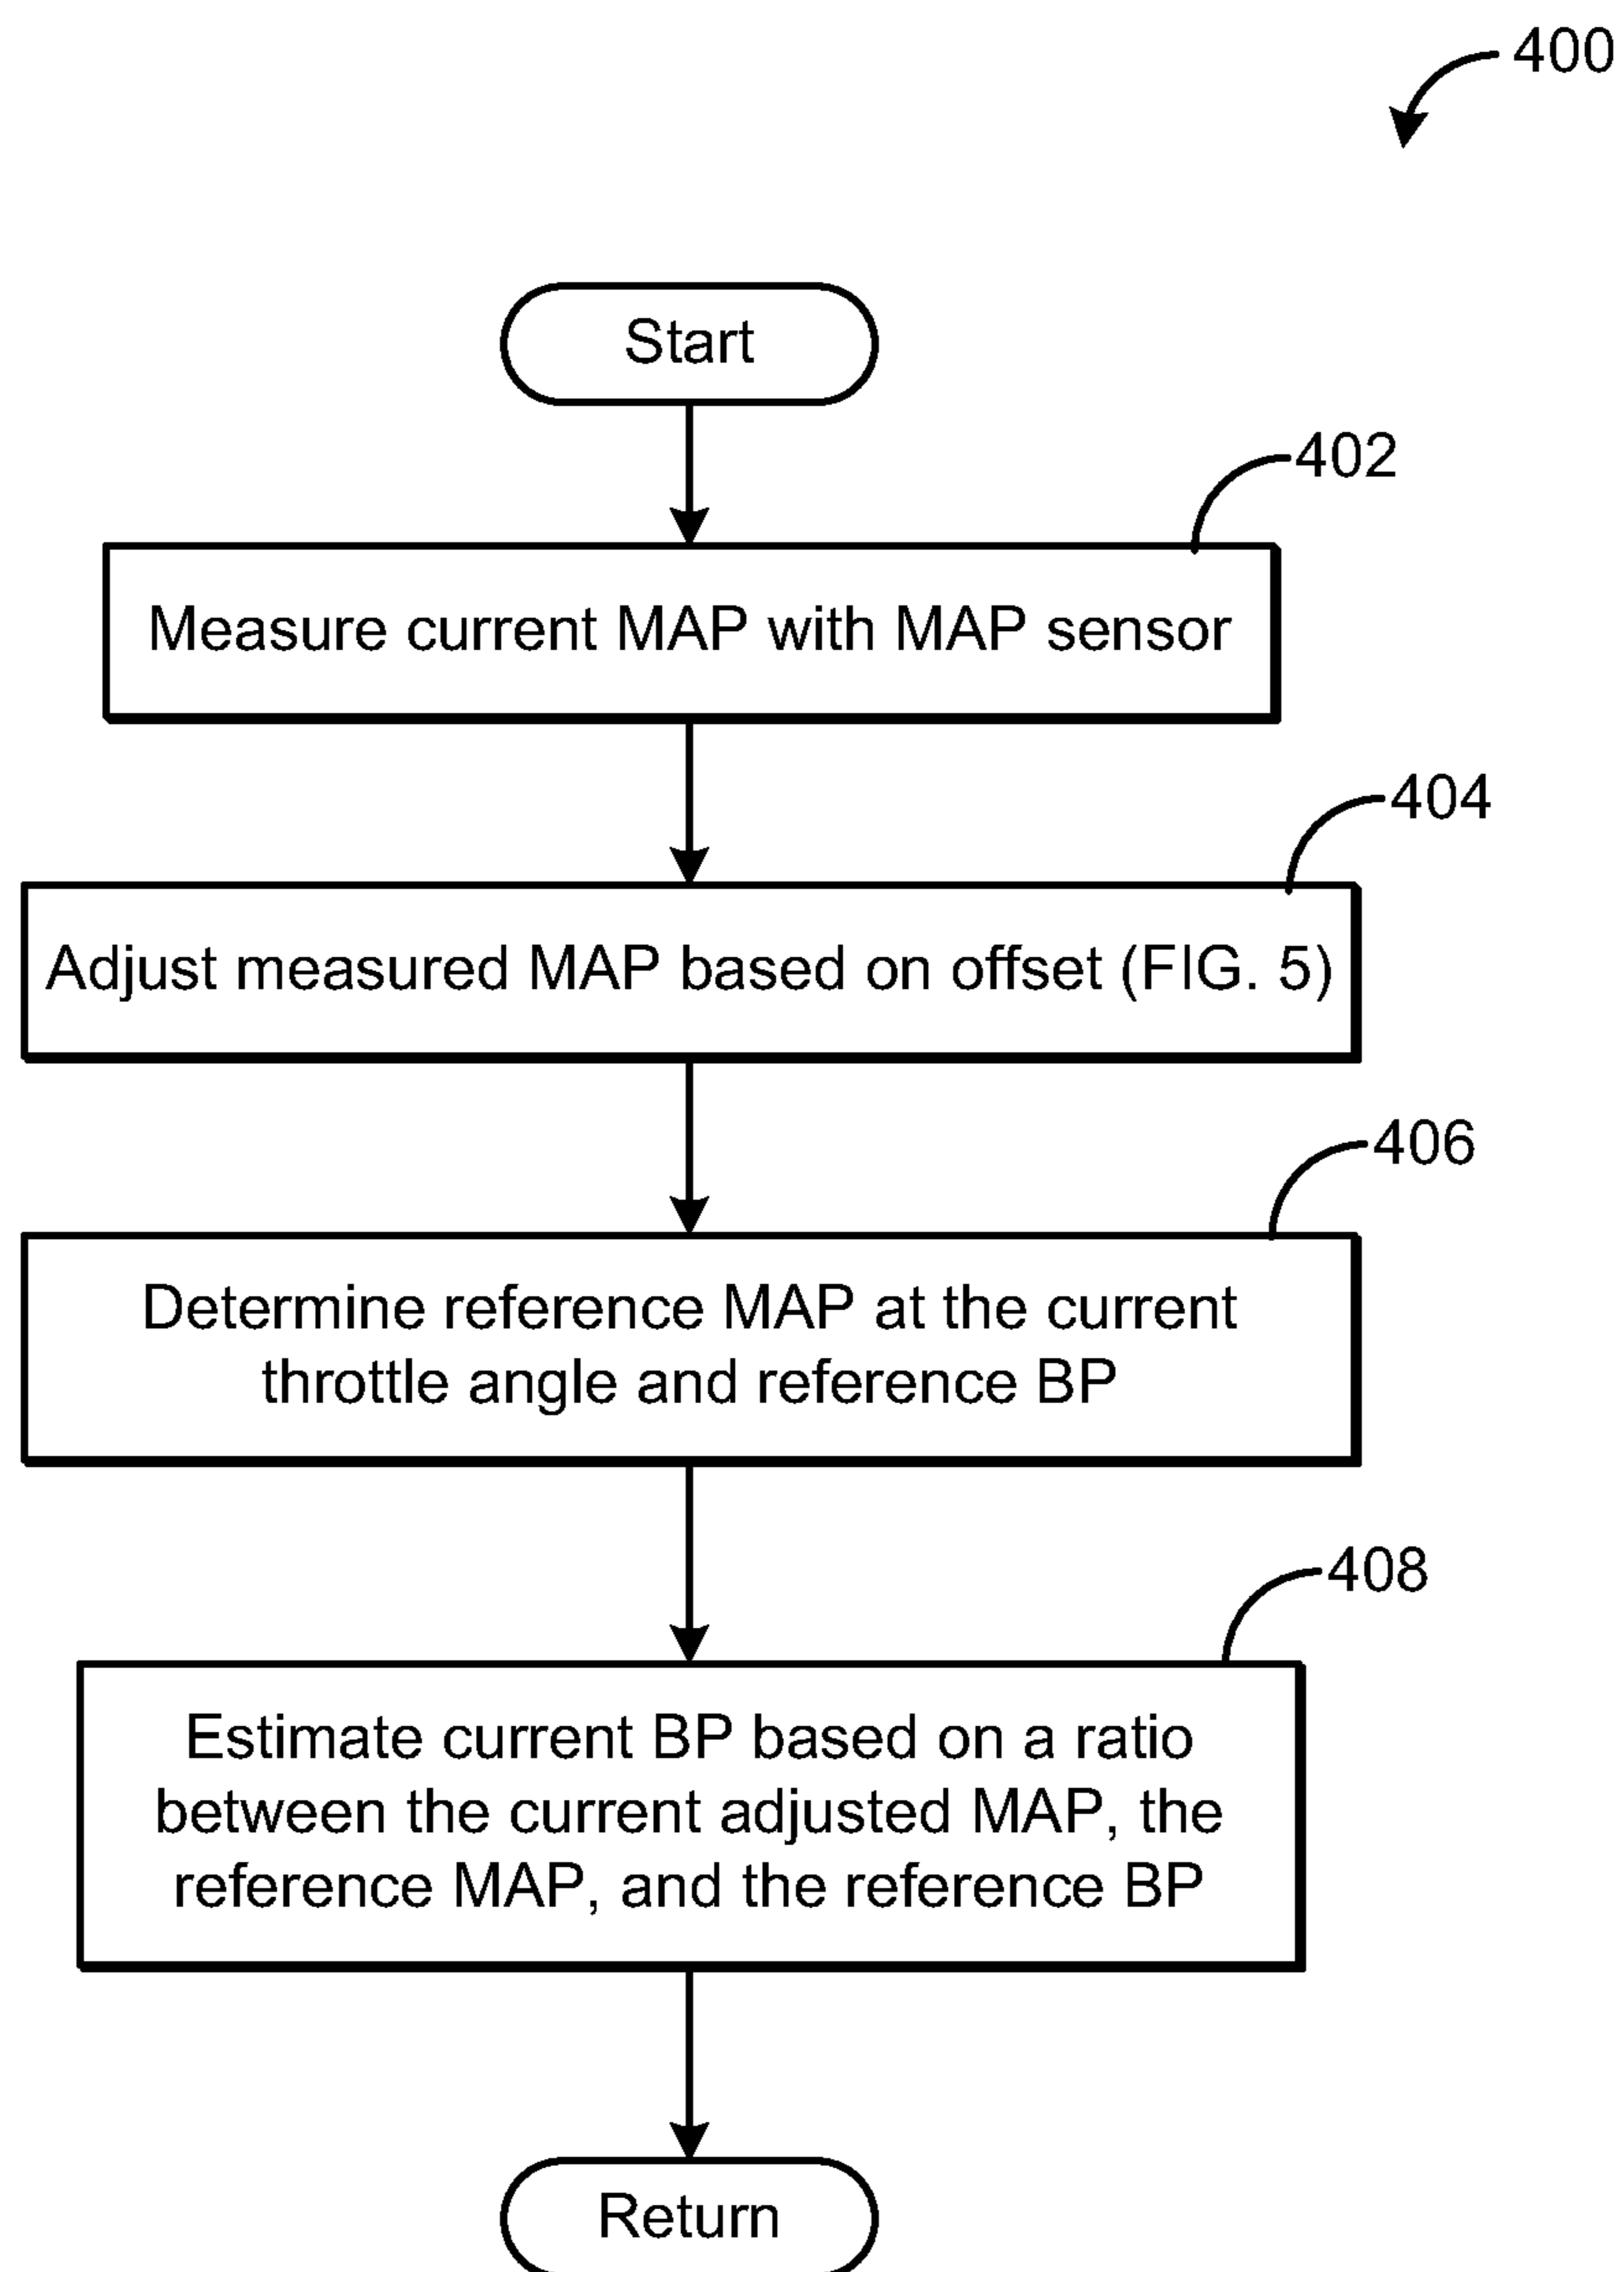 400
Start
402
Measure current MAP with MAP sensor
404
Adjust measured MAP based on offset (FIG. 5)
406
Determine reference MAP at the current
throttle angle and reference BP
408
Estimate current BP based on a ratio
between the current adjusted MAP, the
reference MAP, and the reference BP
Return